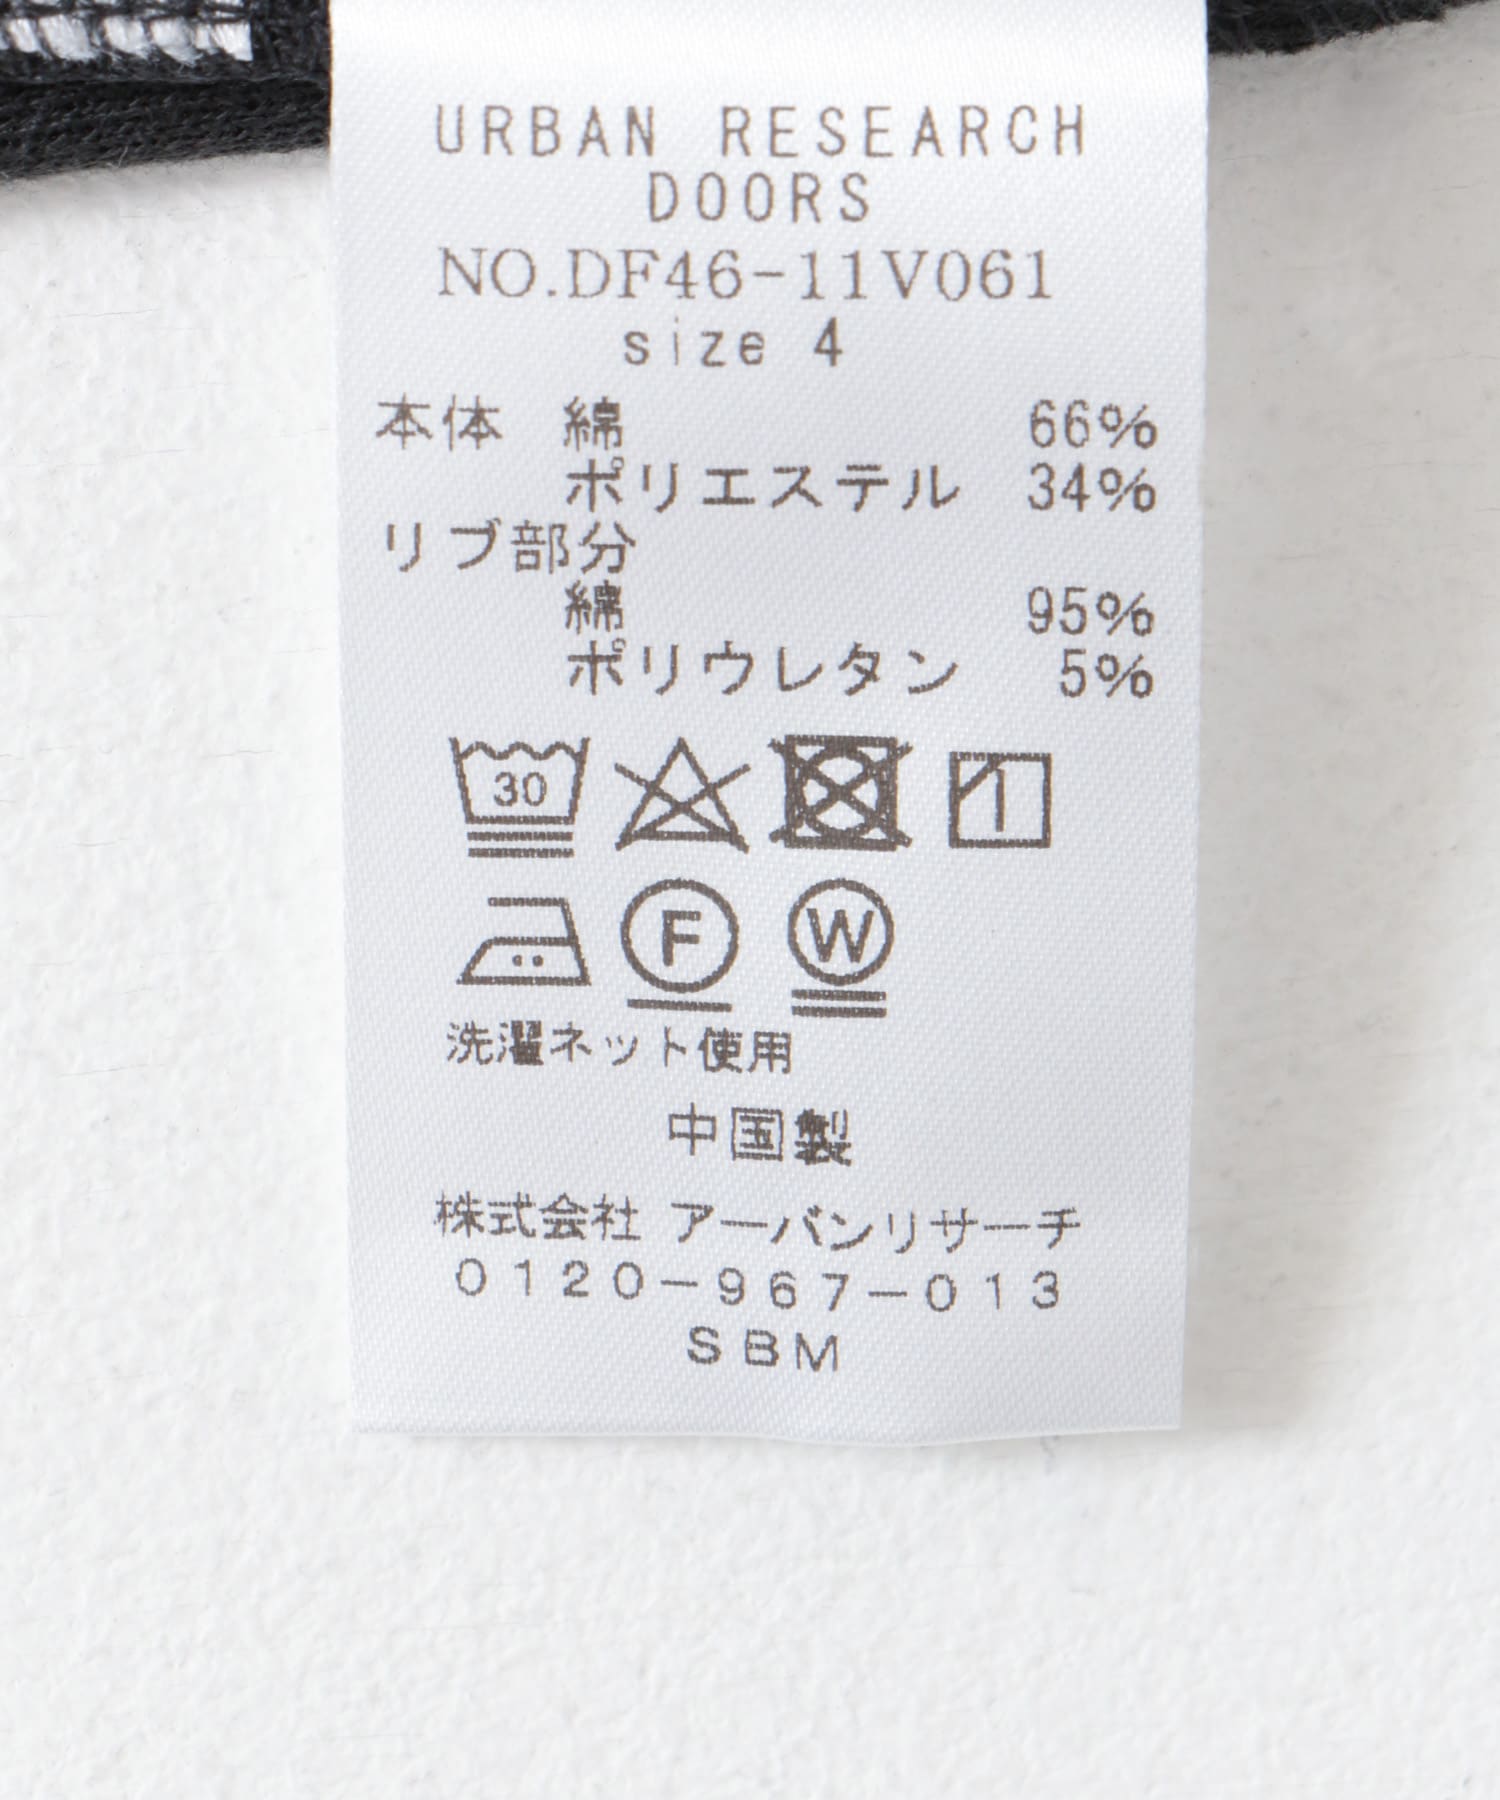 URBAN RESEARCH
DOORS
NO.DF46-11V061
size 4
本体 綿 66%
ポリエステル 34%
リブ部分
綿 95%
ポリウレタン 5%
30
F W
洗濯ネット使用
中国製
株式会社 アーバンリサーチ
0120-967-013
SBM